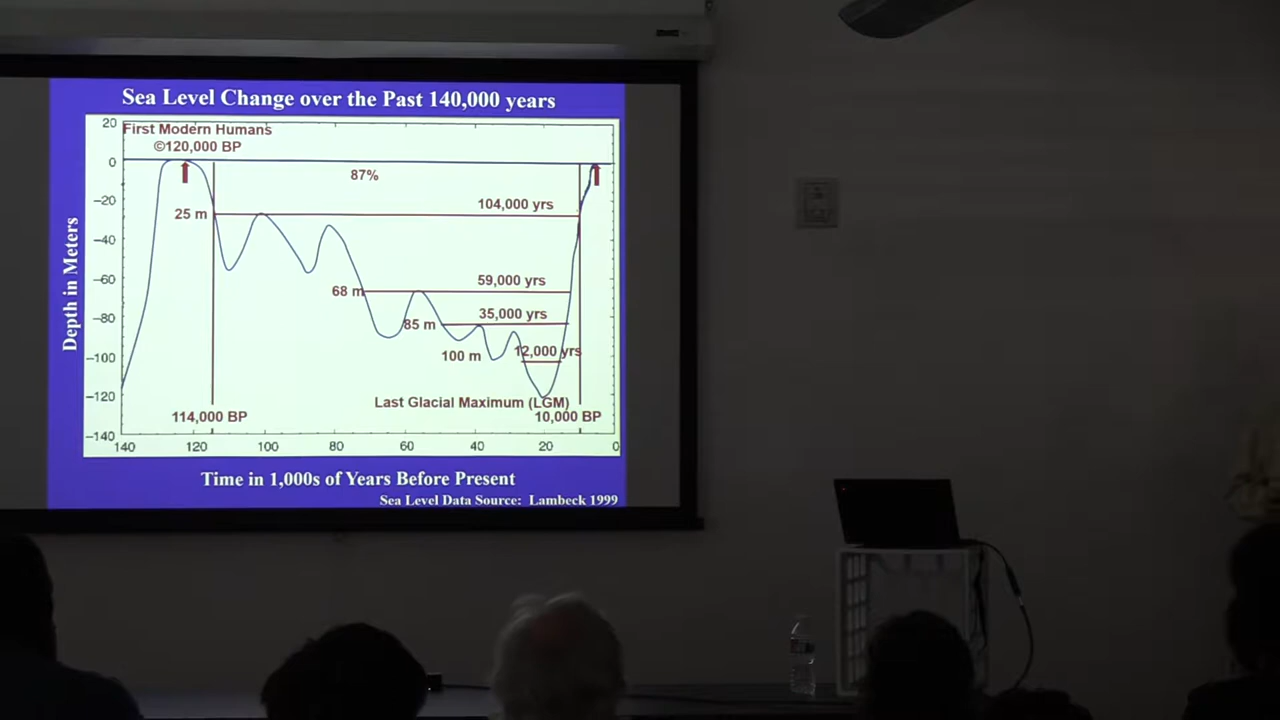 Sea Level Change over the Past 140,000 years
20
First Modern Humans
©120,000 BP
0
87%
−20
104,000 yrs
25 m
−40
Depth in Meters
−60
59,000 yrs
68 m
−80
35,000 yrs
85 m
−100
100 m
12,000 yrs
−120
Last Glacial Maximum (LGM)
114,000 BP
10,000 BP
−140
140 120 100 80 60 40 20 0
Time in 1,000s of Years Before Present
Sea Level Data Source: Lambeck 1999